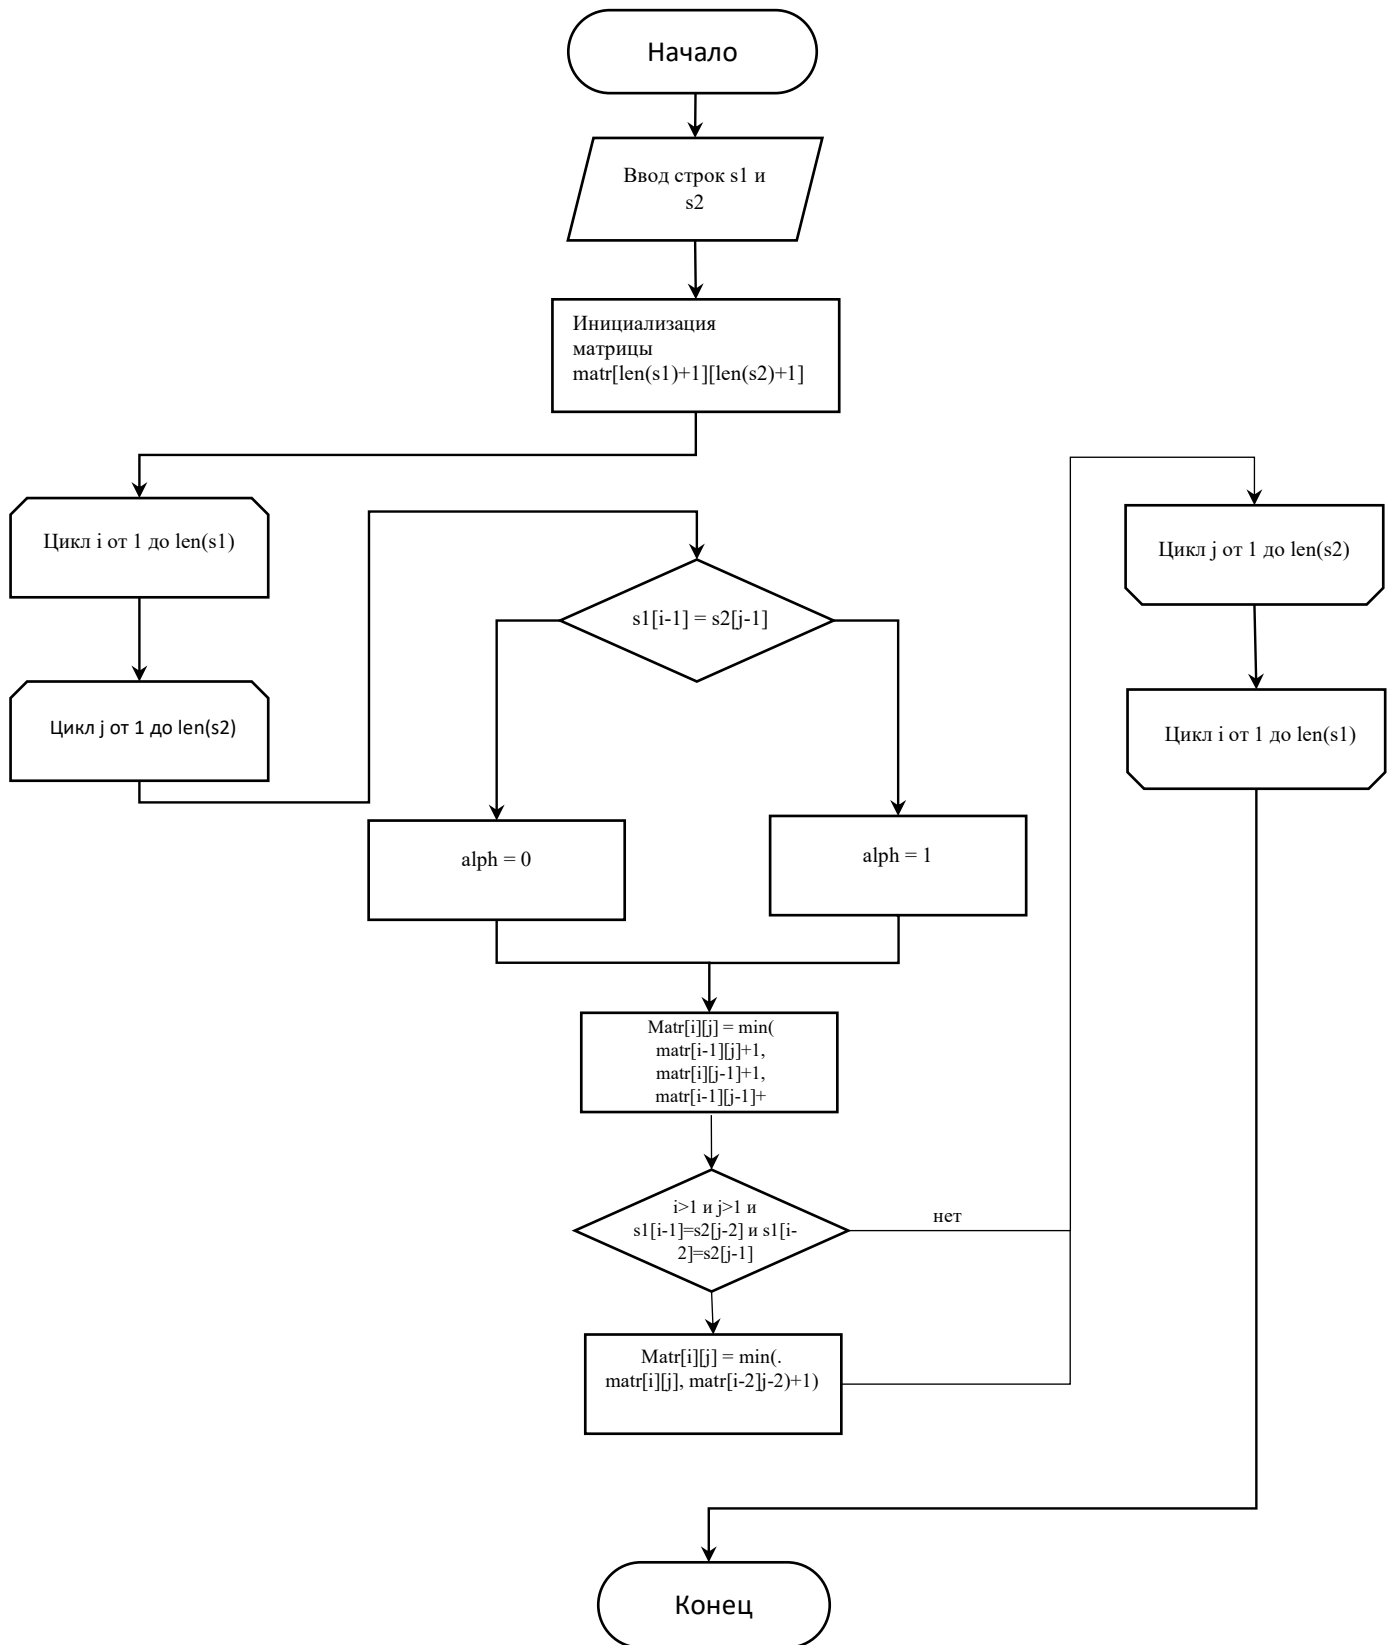 Начало
Ввод строк s1 и
s2
Инициализация
матрицы
matr[len(s1)+1][len(s2)+1]
Цикл i от 1 до len(s1)
Цикл j от 1 до len(s2)
s1[i-1] = s2[j-1]
alph = 0
alph = 1
Matr[i][j] = min(
matr[i-1][j]+1,
matr[i][j-1]+1,
matr[i-1][j-1]+
i>1 и j>1 и
s1[i-1]=s2[j-2] и s1[i-
2]=s2[j-1]
нет
Matr[i][j] = min(.
matr[i][j], matr[i-2]j-2)+1)
Цикл j от 1 до len(s2)
Цикл i от 1 до len(s1)
Конец